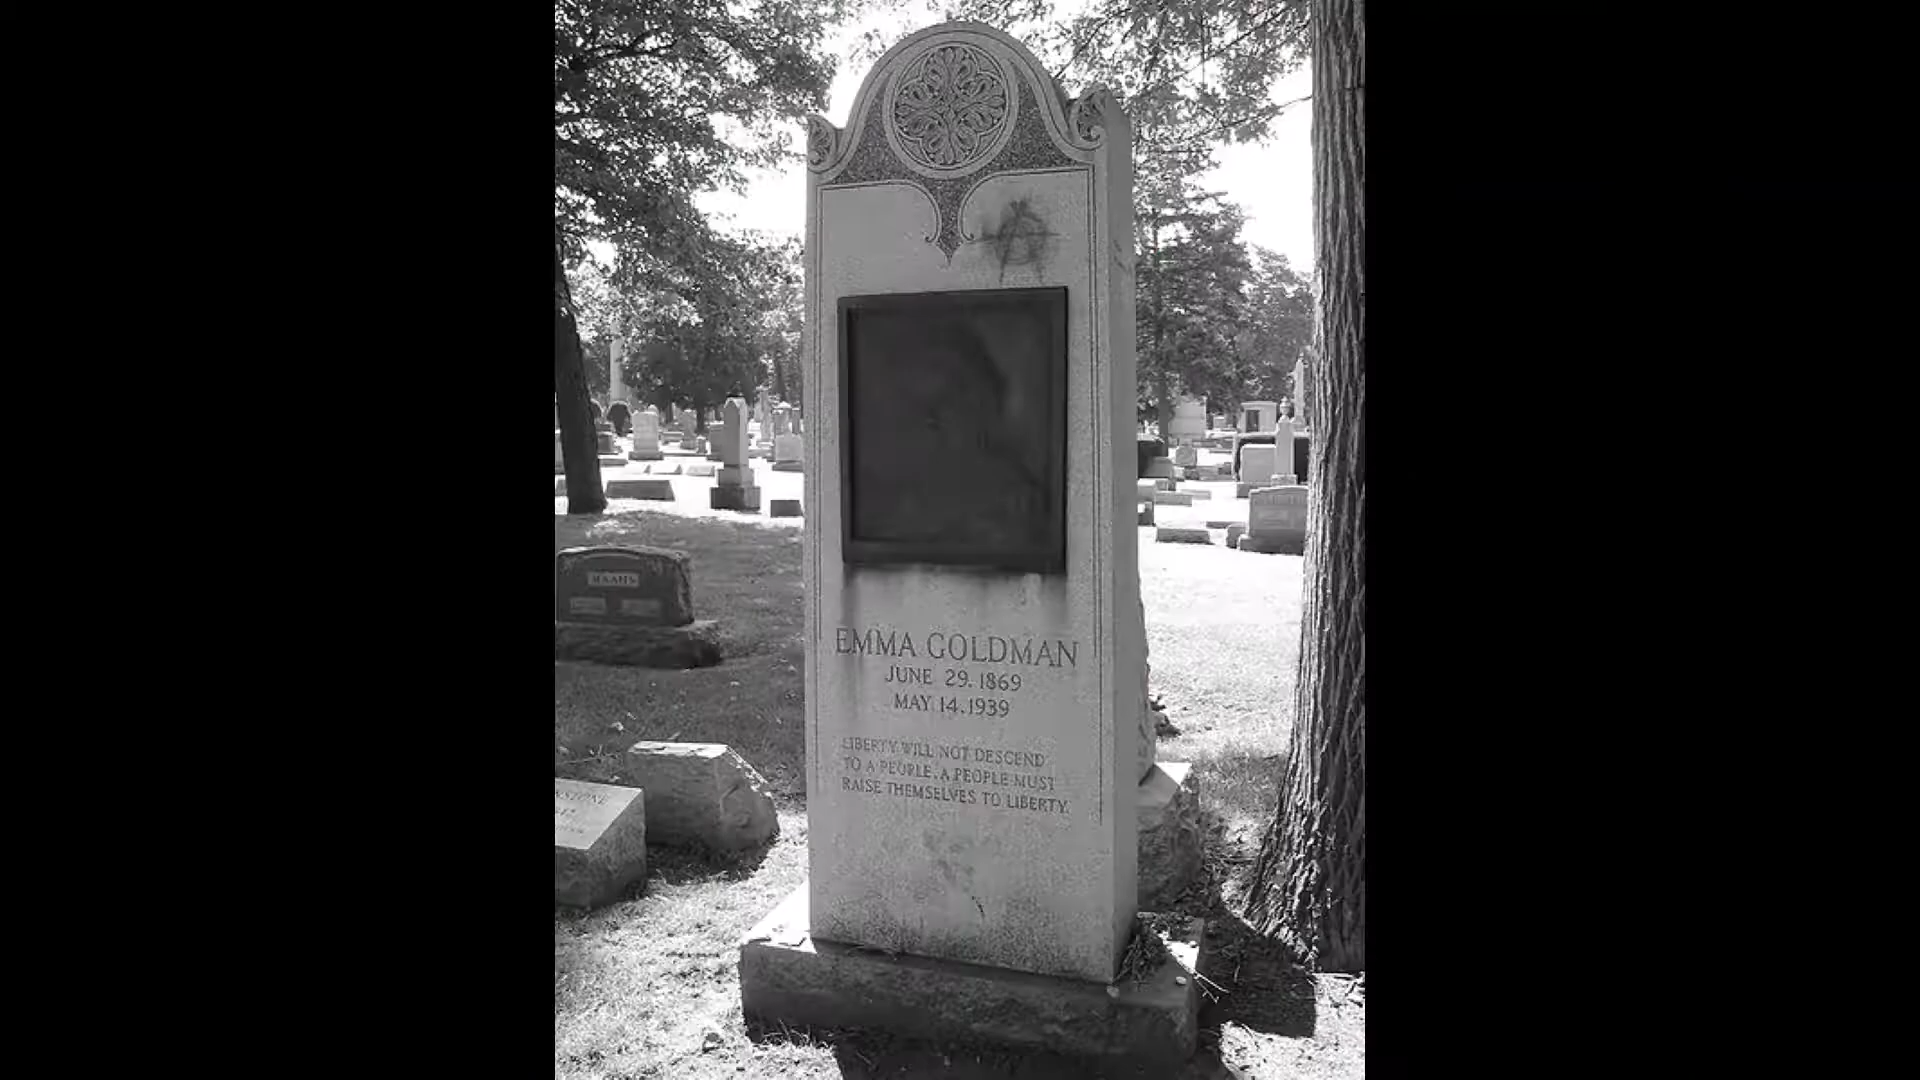 EMMA GOLDMAN
JUNE 29, 1869
MAY 14, 1939
LIBERTY WILL NOT DESCEND
TO A PEOPLE, A PEOPLE MUST
RAISE THEMSELVES TO LIBERTY.